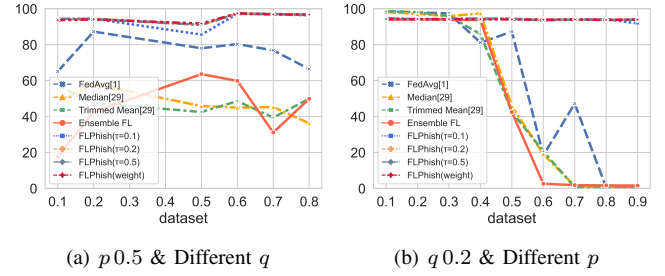 100
80
60
40
20
0
FedAvg[1]
Median[29]
Trimmed Mean[29]
Ensemble FL
FLPhish(τ=0.1)
FLPhish(τ=0.2)
FLPhish(τ=0.5)
FLPhish(weight)
0.1 0.2 0.3 0.4 0.5 0.6 0.7 0.8
dataset
(a) p 0.5 & Different q
100
80
60
40
20
0
FedAvg[1]
Median[29]
Trimmed Mean[29]
Ensemble FL
FLPhish(τ=0.1)
FLPhish(τ=0.2)
FLPhish(τ=0.5)
FLPhish(weight)
0.1 0.2 0.3 0.4 0.5 0.6 0.7 0.8 0.9
dataset
(b) q 0.2 & Different p